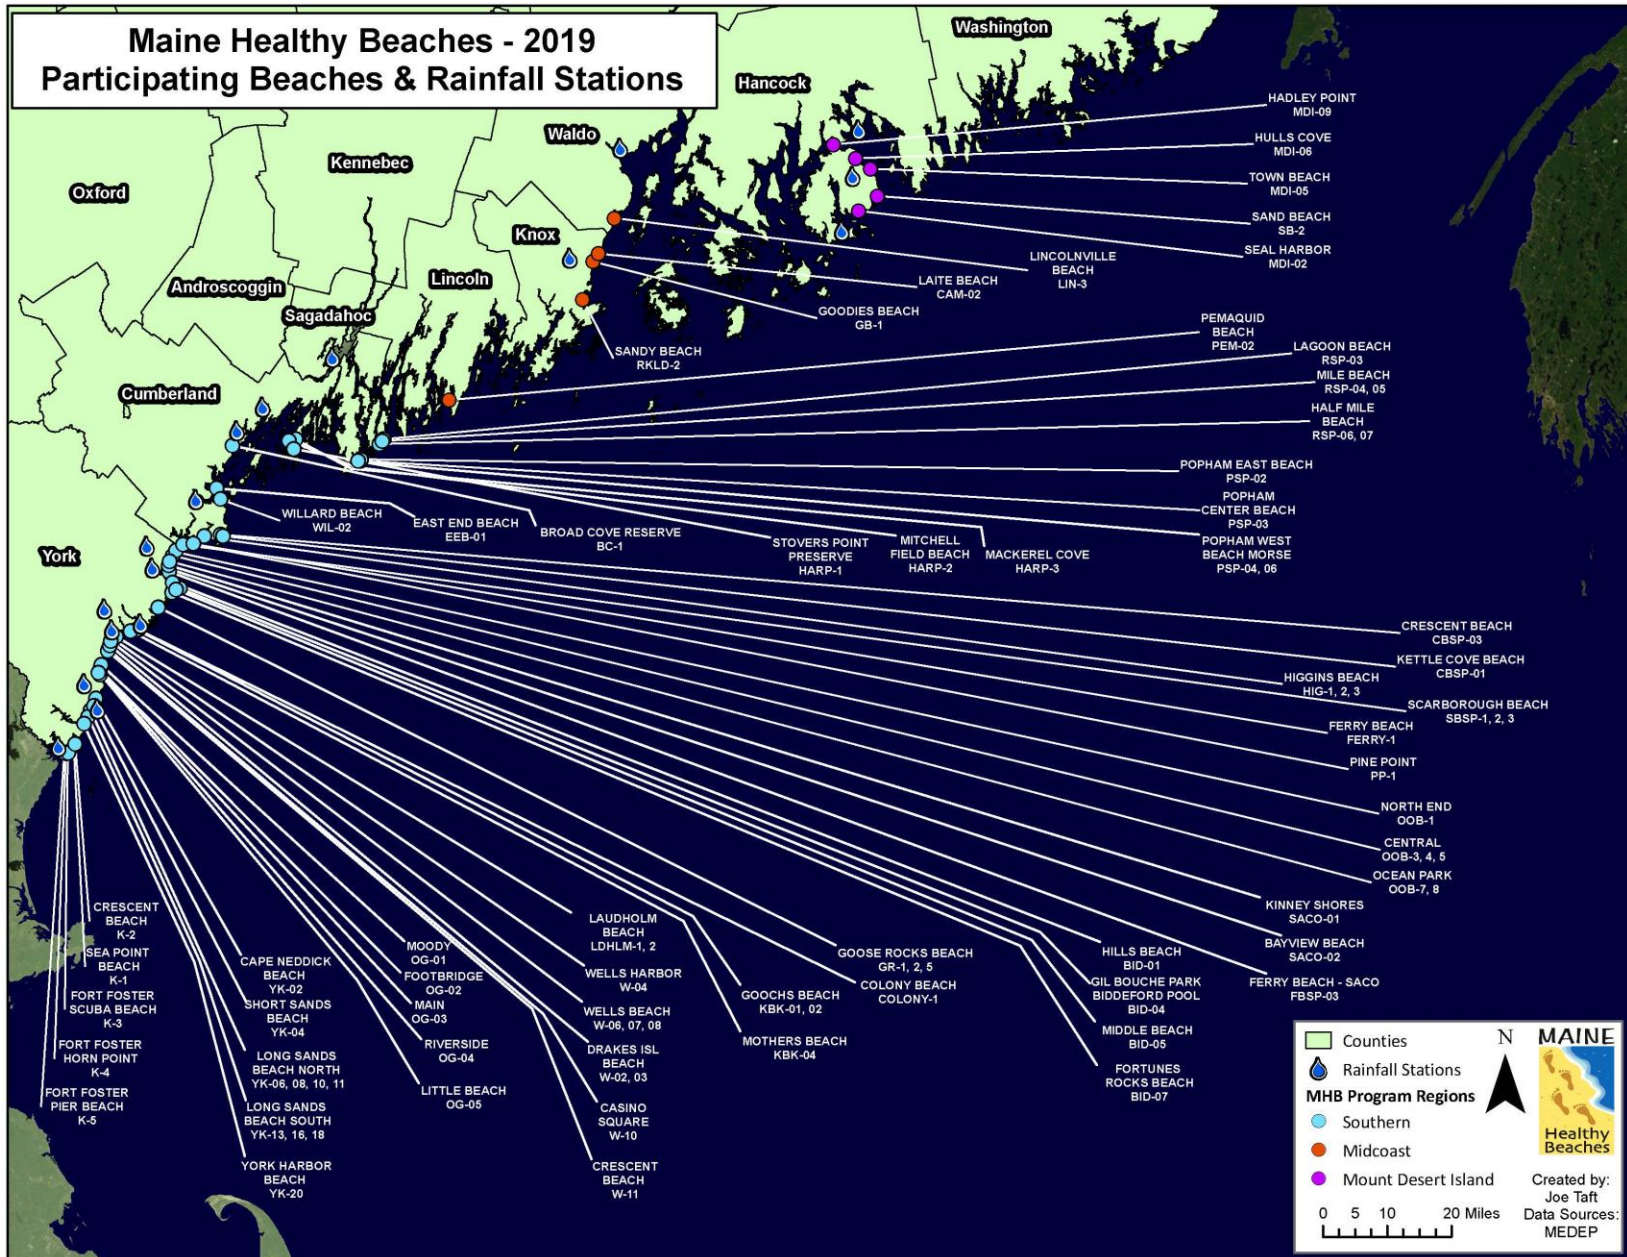 Maine Healthy Beaches - 2019
Participating Beaches & Rainfall Stations
Washington
Hancock
Waldo
Kennebec
Oxford
Knox
Lincoln
Androscoggin
Sagadahoc
Cumberland
York
HADLEY POINT
MDI-09
HULLS COVE
MDI-06
TOWN BEACH
MDI-05
SAND BEACH
SB-2
SEAL HARBOR
MDI-02
LINCOLNVILLE
BEACH
LIN-3
LAITE BEACH
CAM-02
GOODIES BEACH
GB-1
SANDY BEACH
RKLD-2
PEMAQUID
BEACH
PEM-02
LAGOON BEACH
RSP-03
MILE BEACH
RSP-04, 05
HALF MILE
BEACH
RSP-06, 07
POPHAM EAST BEACH
PSP-02
POPHAM
CENTER BEACH
PSP-03
POPHAM WEST
BEACH MORSE
PSP-04, 06
WILLARD BEACH
WIL-02
EAST END BEACH
EEB-01
BROAD COVE RESERVE
BC-1
STOVERS POINT
PRESERVE
HARP-1
MITCHELL
FIELD BEACH
HARP-2
MACKEREL COVE
HARP-3
CRESCENT BEACH
CBSP-03
KETTLE COVE BEACH
CBSP-01
HIGGINS BEACH
HIG-1, 2, 3
SCARBOROUGH BEACH
SBSP-1, 2, 3
FERRY BEACH
FERRY-1
PINE POINT
PP-1
NORTH END
OOB-1
CENTRAL
OOB-3, 4, 5
OCEAN PARK
OOB-7, 8
KINNEY SHORES
SACO-01
BAYVIEW BEACH
SACO-02
FERRY BEACH - SACO
FBSP-03
HILLS BEACH
BID-01
GIL BOUCHE PARK
BIDDEFORD POOL
BID-04
MIDDLE BEACH
BID-05
FORTUNES
ROCKS BEACH
BID-07
GOOSE ROCKS BEACH
GR-1, 2, 5
COLONY BEACH
COLONY-1
GOOCHS BEACH
KBK-01, 02
MOTHERS BEACH
KBK-04
LAUDHOLM
BEACH
LDHLM-1, 2
WELLS HARBOR
W-04
WELLS BEACH
W-06, 07, 08
DRAKES ISL
BEACH
W-02, 03
CASINO
SQUARE
W-10
CRESCENT
BEACH
W-11
MOODY
OG-01
FOOTBRIDGE
OG-02
MAIN
OG-03
RIVERSIDE
OG-04
LITTLE BEACH
OG-05
CAPE NEDDICK
BEACH
YK-02
SHORT SANDS
BEACH
YK-04
LONG SANDS
BEACH NORTH
YK-06, 08, 10, 11
LONG SANDS
BEACH SOUTH
YK-13, 16, 18
YORK HARBOR
BEACH
YK-20
CRESCENT
BEACH
K-2
SEA POINT
BEACH
K-1
FORT FOSTER
SCUBA BEACH
K-3
FORT FOSTER
HORN POINT
K-4
FORT FOSTER
PIER BEACH
K-5
Counties
Rainfall Stations
MHB Program Regions
Southern
Midcoast
Mount Desert Island
0 5 10 20 Miles
N
MAINE
Healthy
Beaches
Created by:
Joe Taft
Data Sources:
MEDEP